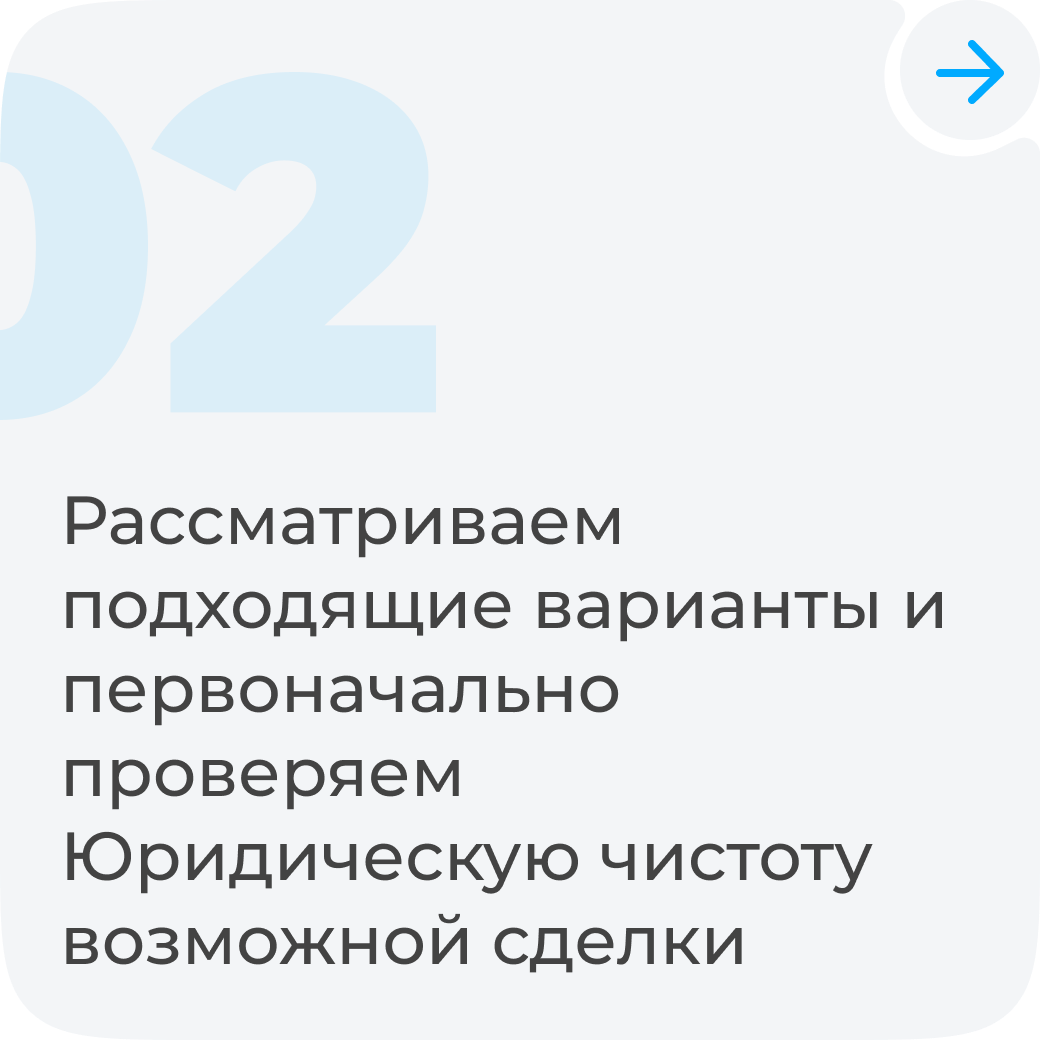 02
Рассматриваем
подходящие варианты и
первоначально
проверяем
Юридическую чистоту
возможной сделки